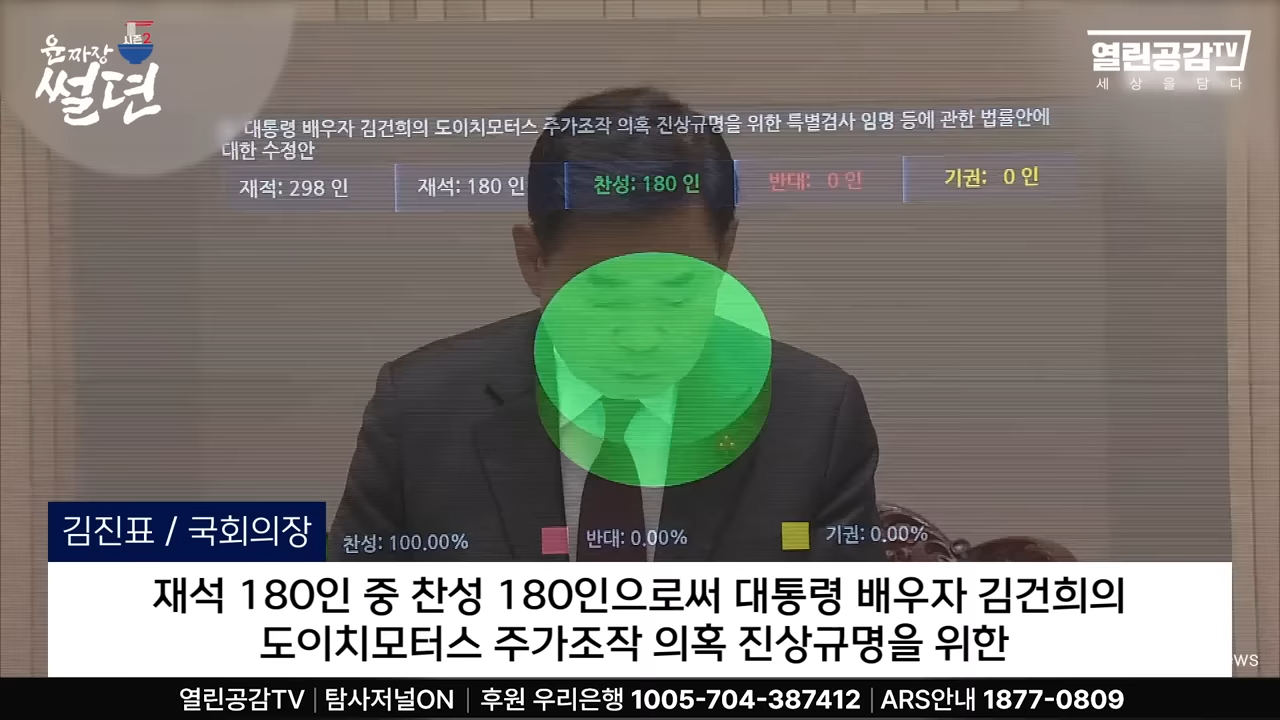 시즌2
윤짜장
썰뎐
열린공감TV
세상을담다
대통령 배우자 김건희의 도이치모터스 주가조작 의혹 진상규명을 위한 특별검사 임명 등에 관한 법률안에
대한 수정안
재적: 298 인
재석: 180 인
찬성: 180 인
반대: 0 인
기권: 0 인
찬성: 100.00%
반대: 0.00%
기권: 0.00%
김진표 / 국회의장
재석 180인 중 찬성 180인으로써 대통령 배우자 김건희의
도이치모터스 주가조작 의혹 진상규명을 위한
열린공감TV | 탐사저널ON | 후원 우리은행 1005-704-387412 | ARS안내 1877-0809